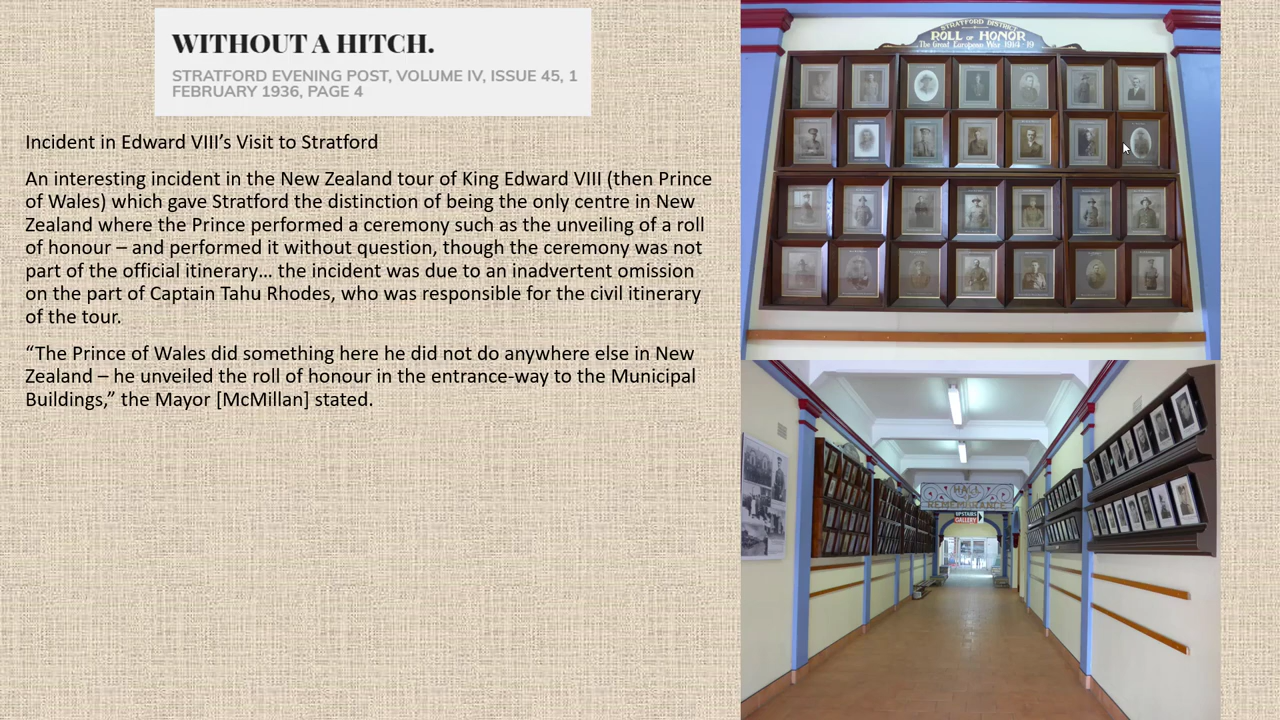 WITHOUT A HITCH.
STRATFORD EVENING POST, VOLUME IV, ISSUE 45, 1
FEBRUARY 1936, PAGE 4
Incident in Edward VIII’s Visit to Stratford
An interesting incident in the New Zealand tour of King Edward VIII (then Prince
of Wales) which gave Stratford the distinction of being the only centre in New
Zealand where the Prince performed a ceremony such as the unveiling of a roll
of honour – and performed it without question, though the ceremony was not
part of the official itinerary... the incident was due to an inadvertent omission
on the part of Captain Tahu Rhodes, who was responsible for the civil itinerary
of the tour.
“The Prince of Wales did something here he did not do anywhere else in New
Zealand – he unveiled the roll of honour in the entrance-way to the Municipal
Buildings,” the Mayor [McMillan] stated.
STRATFORD DISTRICT
ROLL OF HONOR
The Great European War 1914-19
HALL
OF
REMEMBRANCE
UPSTAIRS
GALLERY